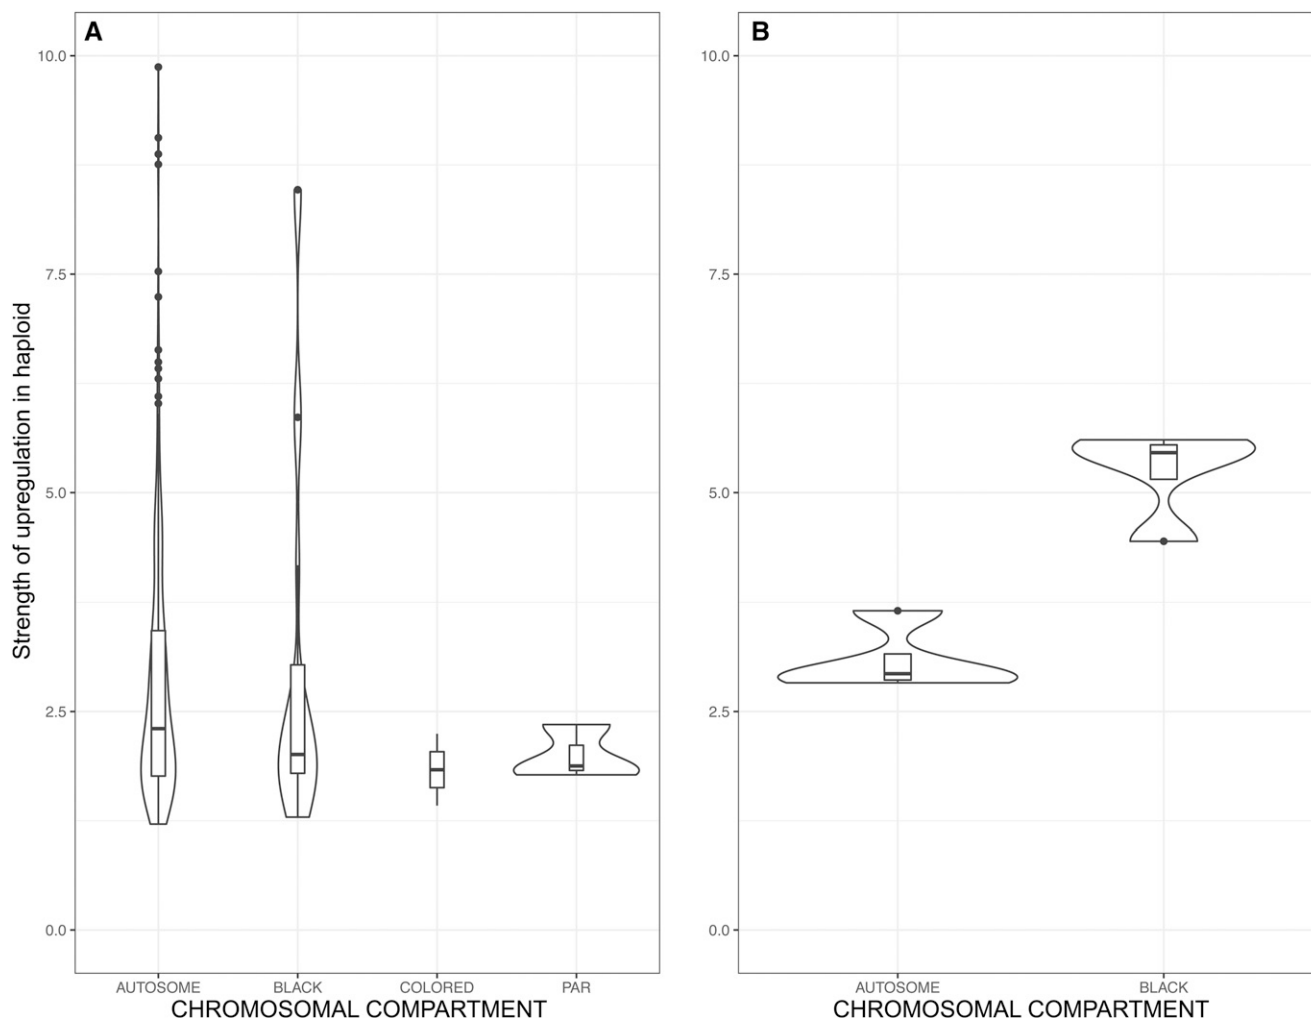 A
10.0
7.5
5.0
2.5
0.0
Strength of upregulation in haploid
AUTOSOME BLACK COLORED PAR
CHROMOSOMAL COMPARTMENT
B
10.0
7.5
5.0
2.5
0.0
AUTOSOME BLACK
CHROMOSOMAL COMPARTMENT